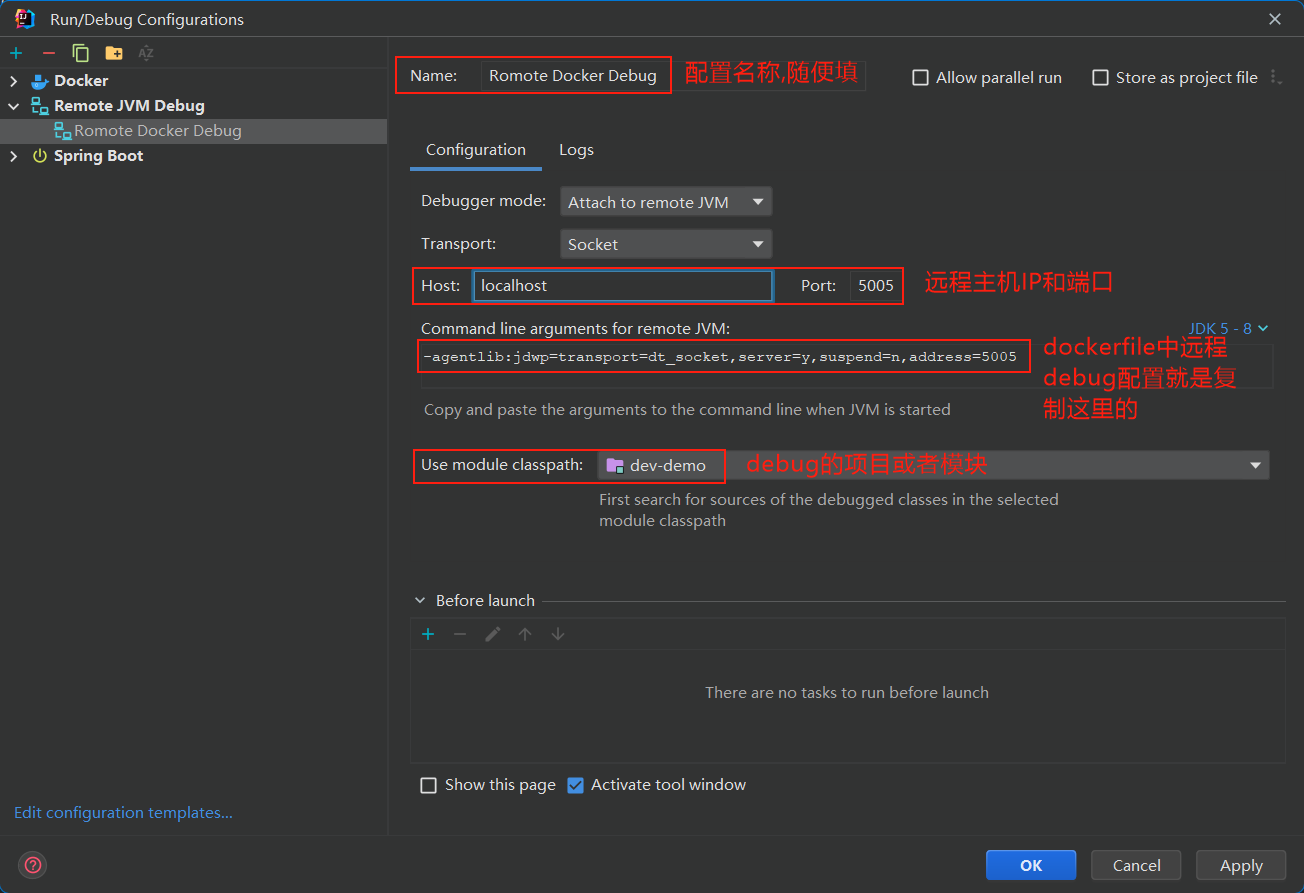 Run/Debug Configurations
Docker
Remote JVM Debug
Romote Docker Debug
Spring Boot
Edit configuration templates...
Name: Romote Docker Debug 配置名称,随便填
Allow parallel run
Store as project file
Configuration Logs
Debugger mode: Attach to remote JVM
Transport: Socket
Host: localhost Port: 5005 远程主机IP和端口
Command line arguments for remote JVM: JDK 5 - 8
-agentlib:jdwp=transport=dt_socket,server=y,suspend=n,address=5005
dockerfile中远程
debug配置就是复
制这里的
Copy and paste the arguments to the command line when JVM is started
Use module classpath: dev-demo debug的项目或者模块
First search for sources of the debugged classes in the selected
module classpath
Before launch
There are no tasks to run before launch
Show this page Activate tool window
OK Cancel Apply